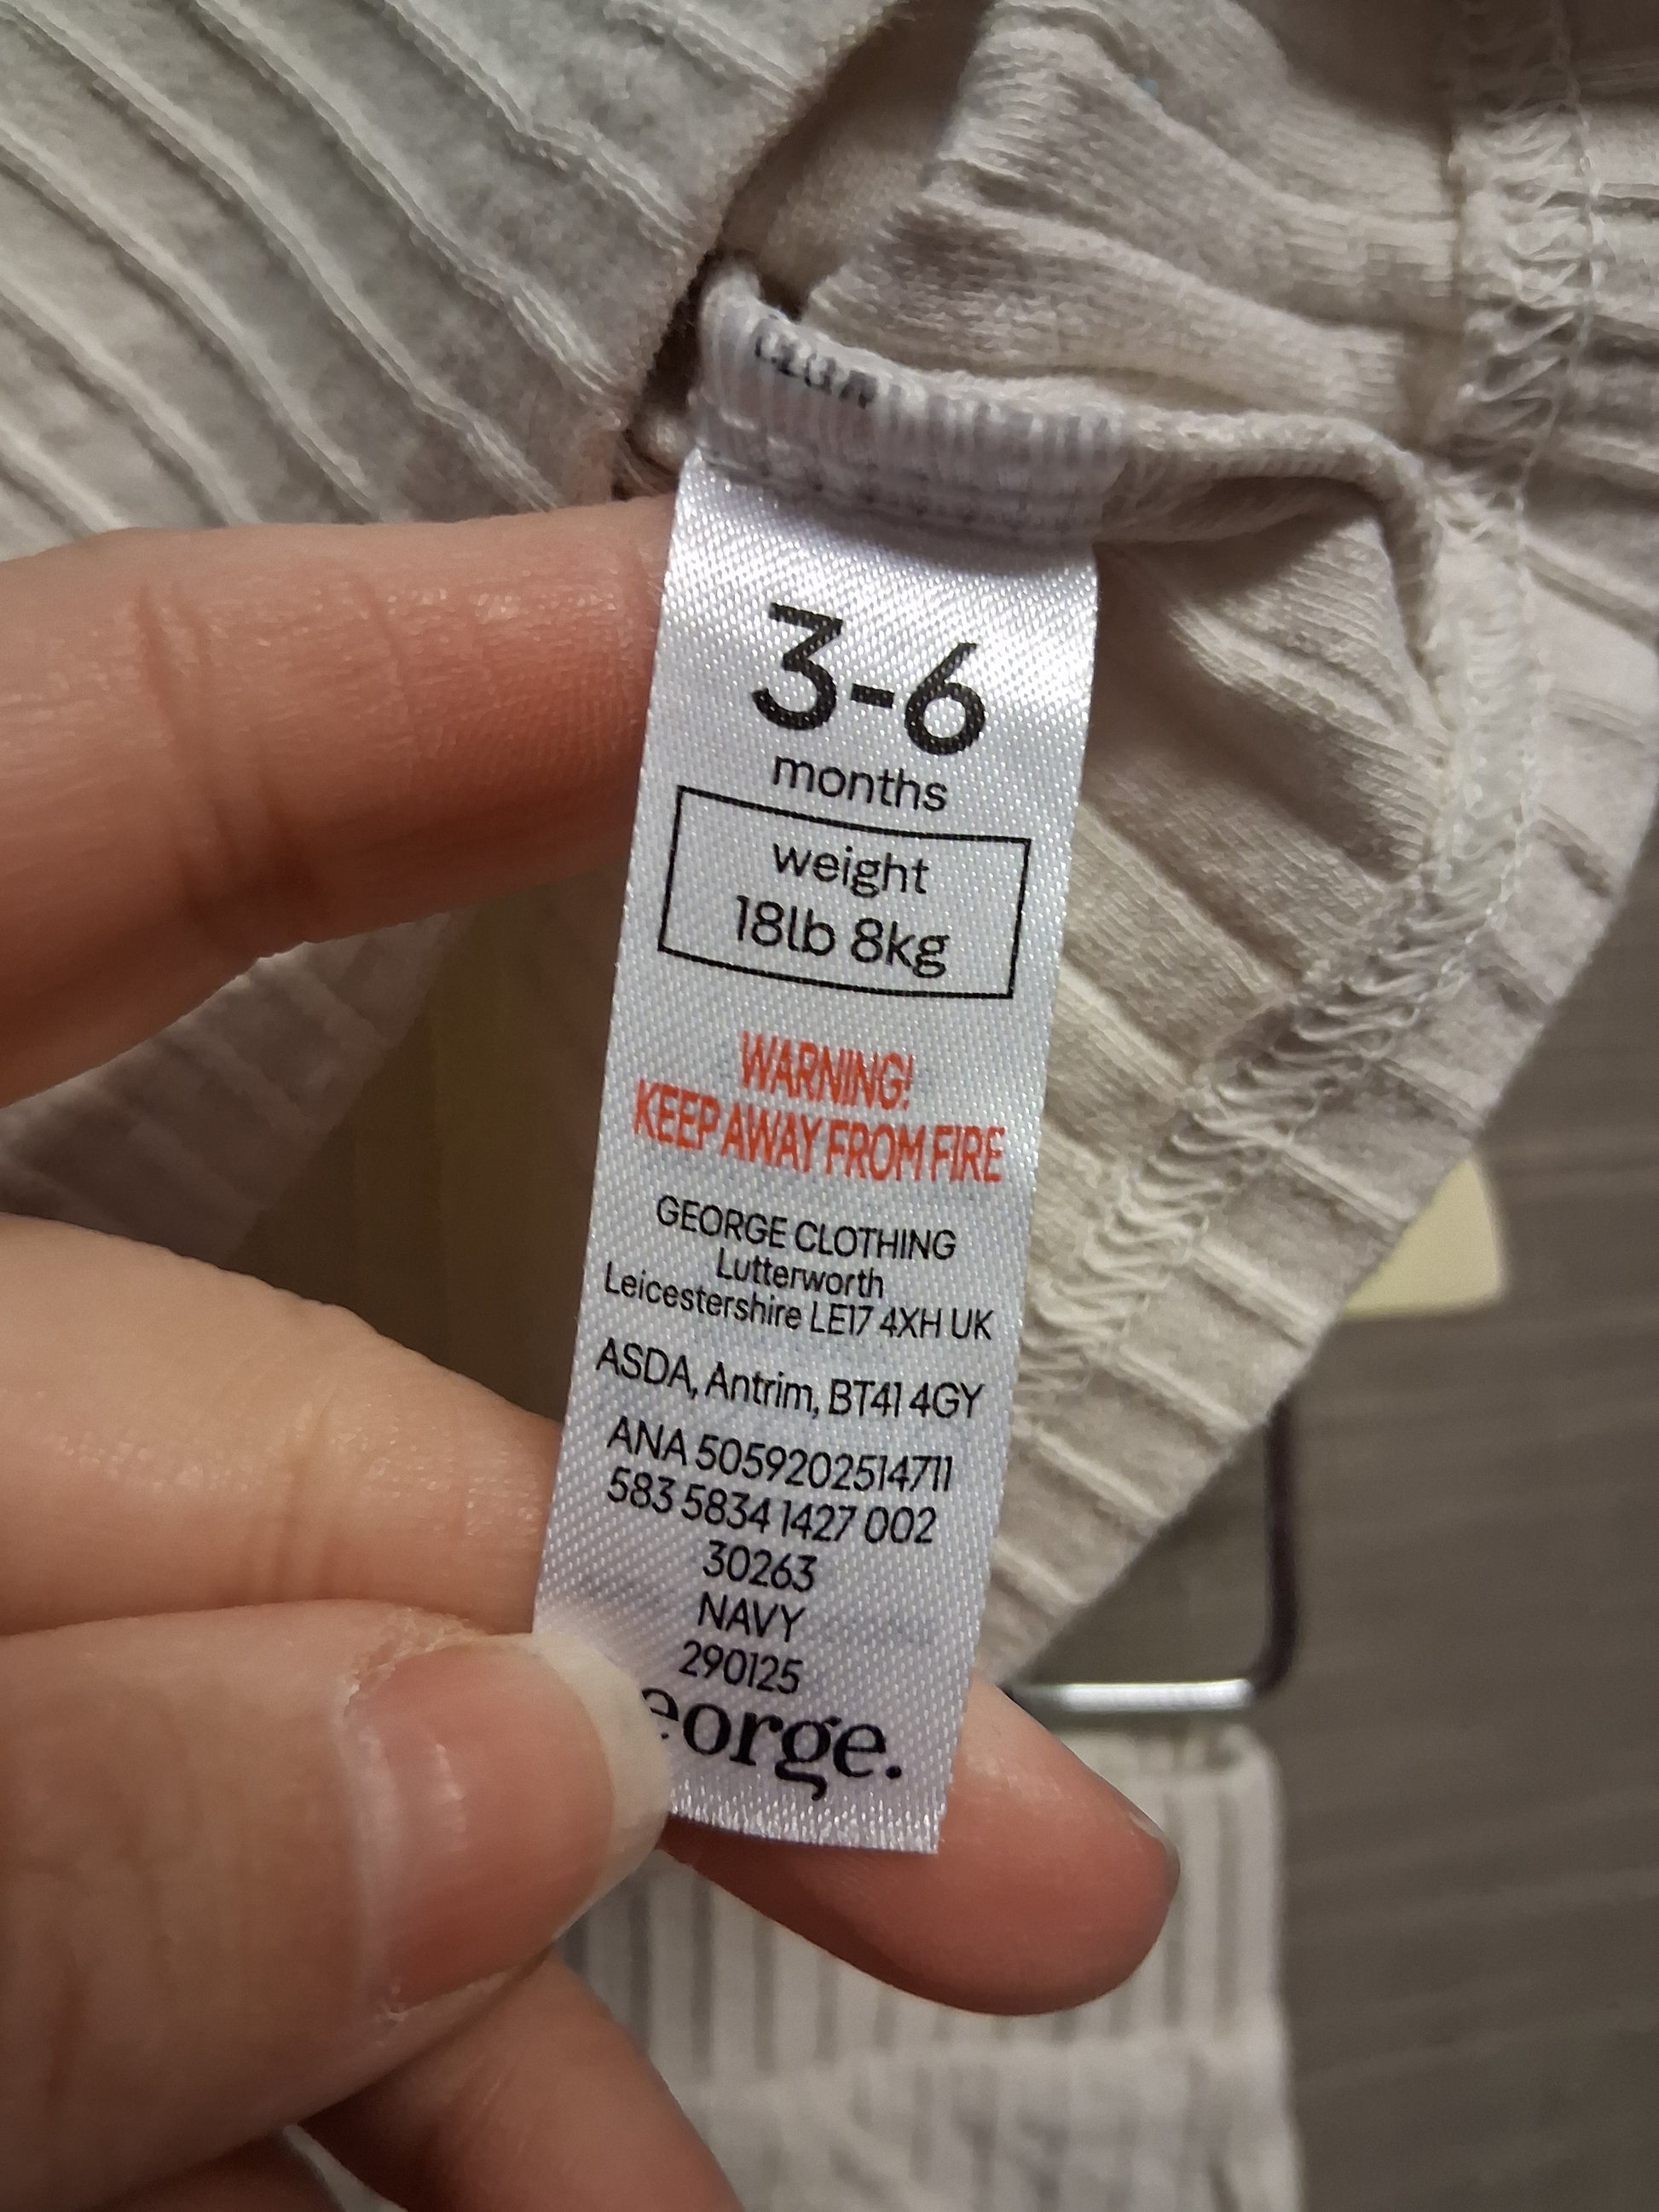 3-6
months
weight
18lb 8kg
WARNING!
KEEP AWAY FROM FIRE
GEORGE CLOTHING
Lutterworth
Leicestershire LE17 4XH UK
ASDA, Antrim, BT41 4GY
ANA 5059202514711
583 5834 1427 002
30263
NAVY
290125
eorge.